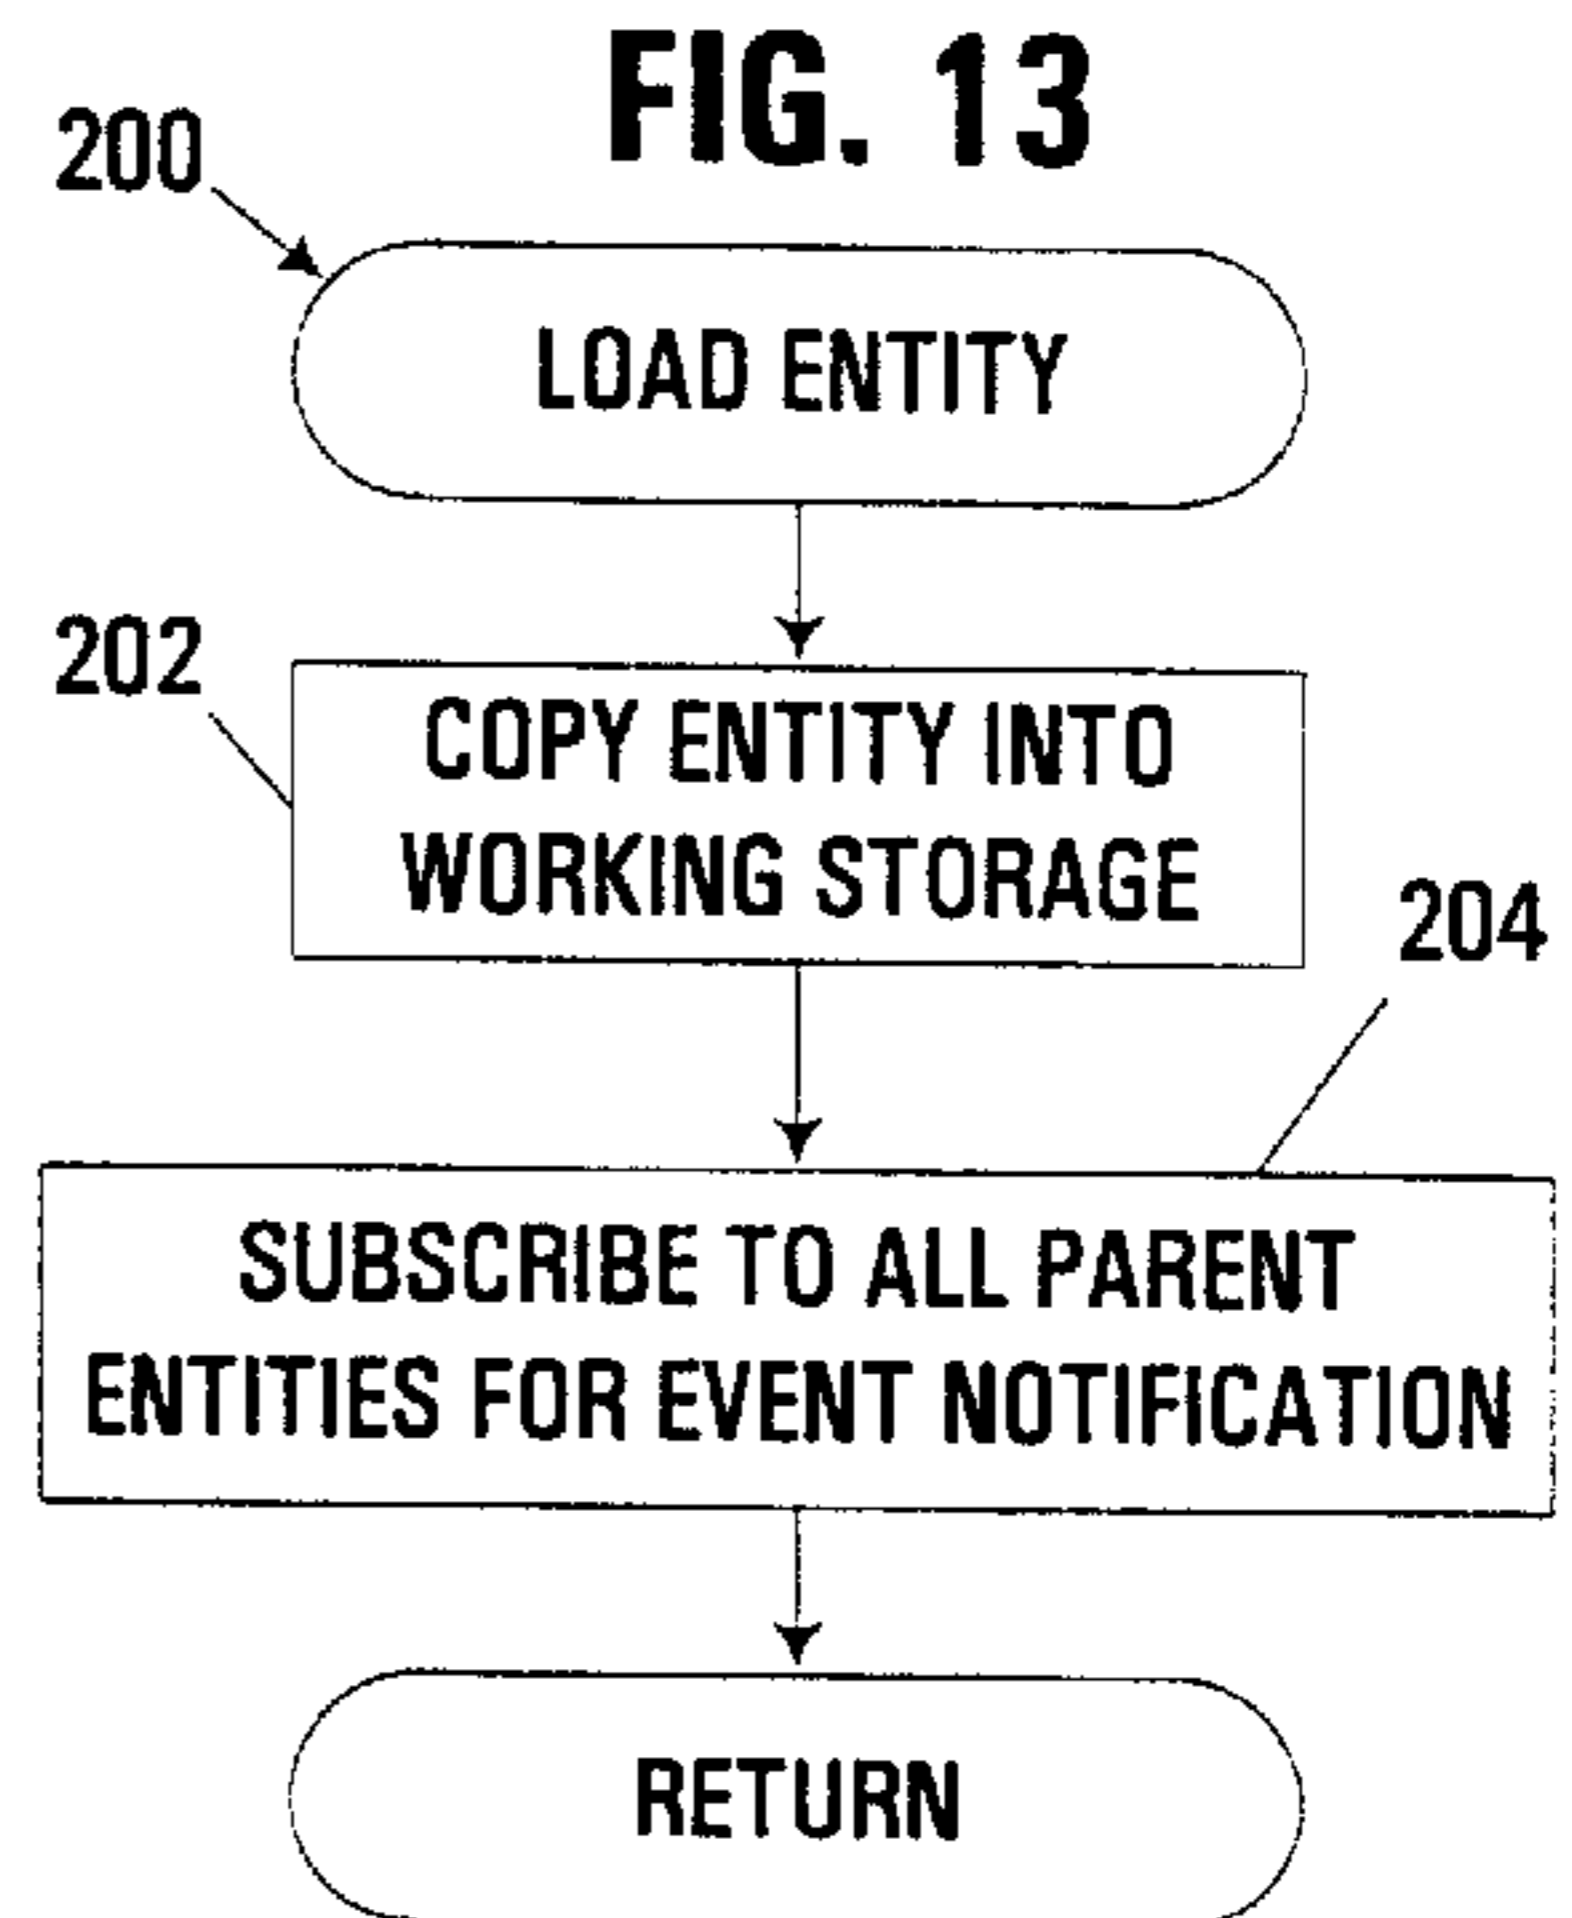 FIG. 13
200
LOAD ENTITY
202
COPY ENTITY INTO
WORKING STORAGE
204
SUBSCRIBE TO ALL PARENT
ENTITIES FOR EVENT NOTIFICATION
RETURN